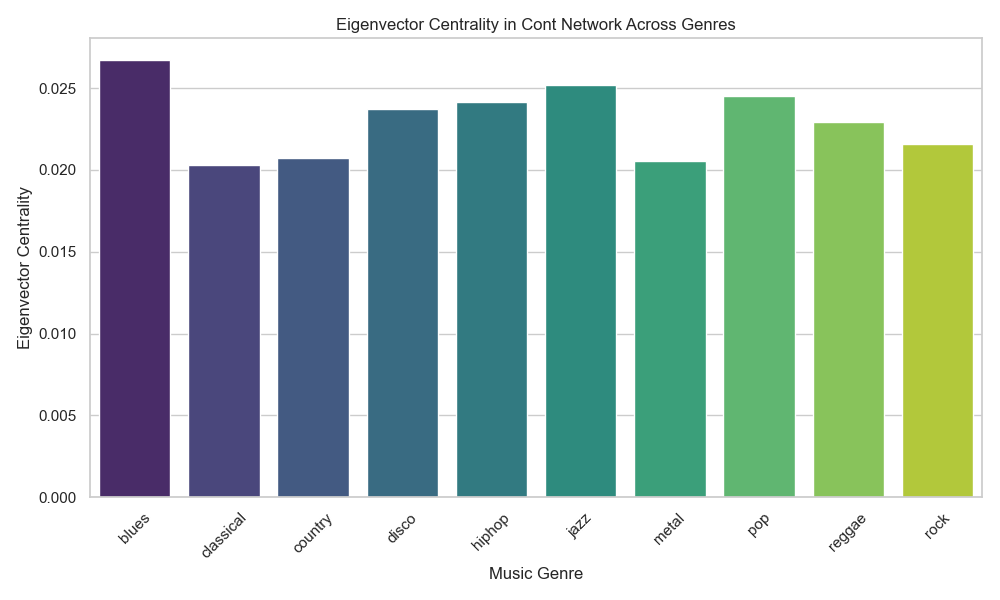 Eigenvector Centrality in Cont Network Across Genres
Eigenvector Centrality
0.025
0.020
0.015
0.010
0.005
0.000
blues
classical
country
disco
hiphop
jazz
metal
pop
reggae
rock
Music Genre